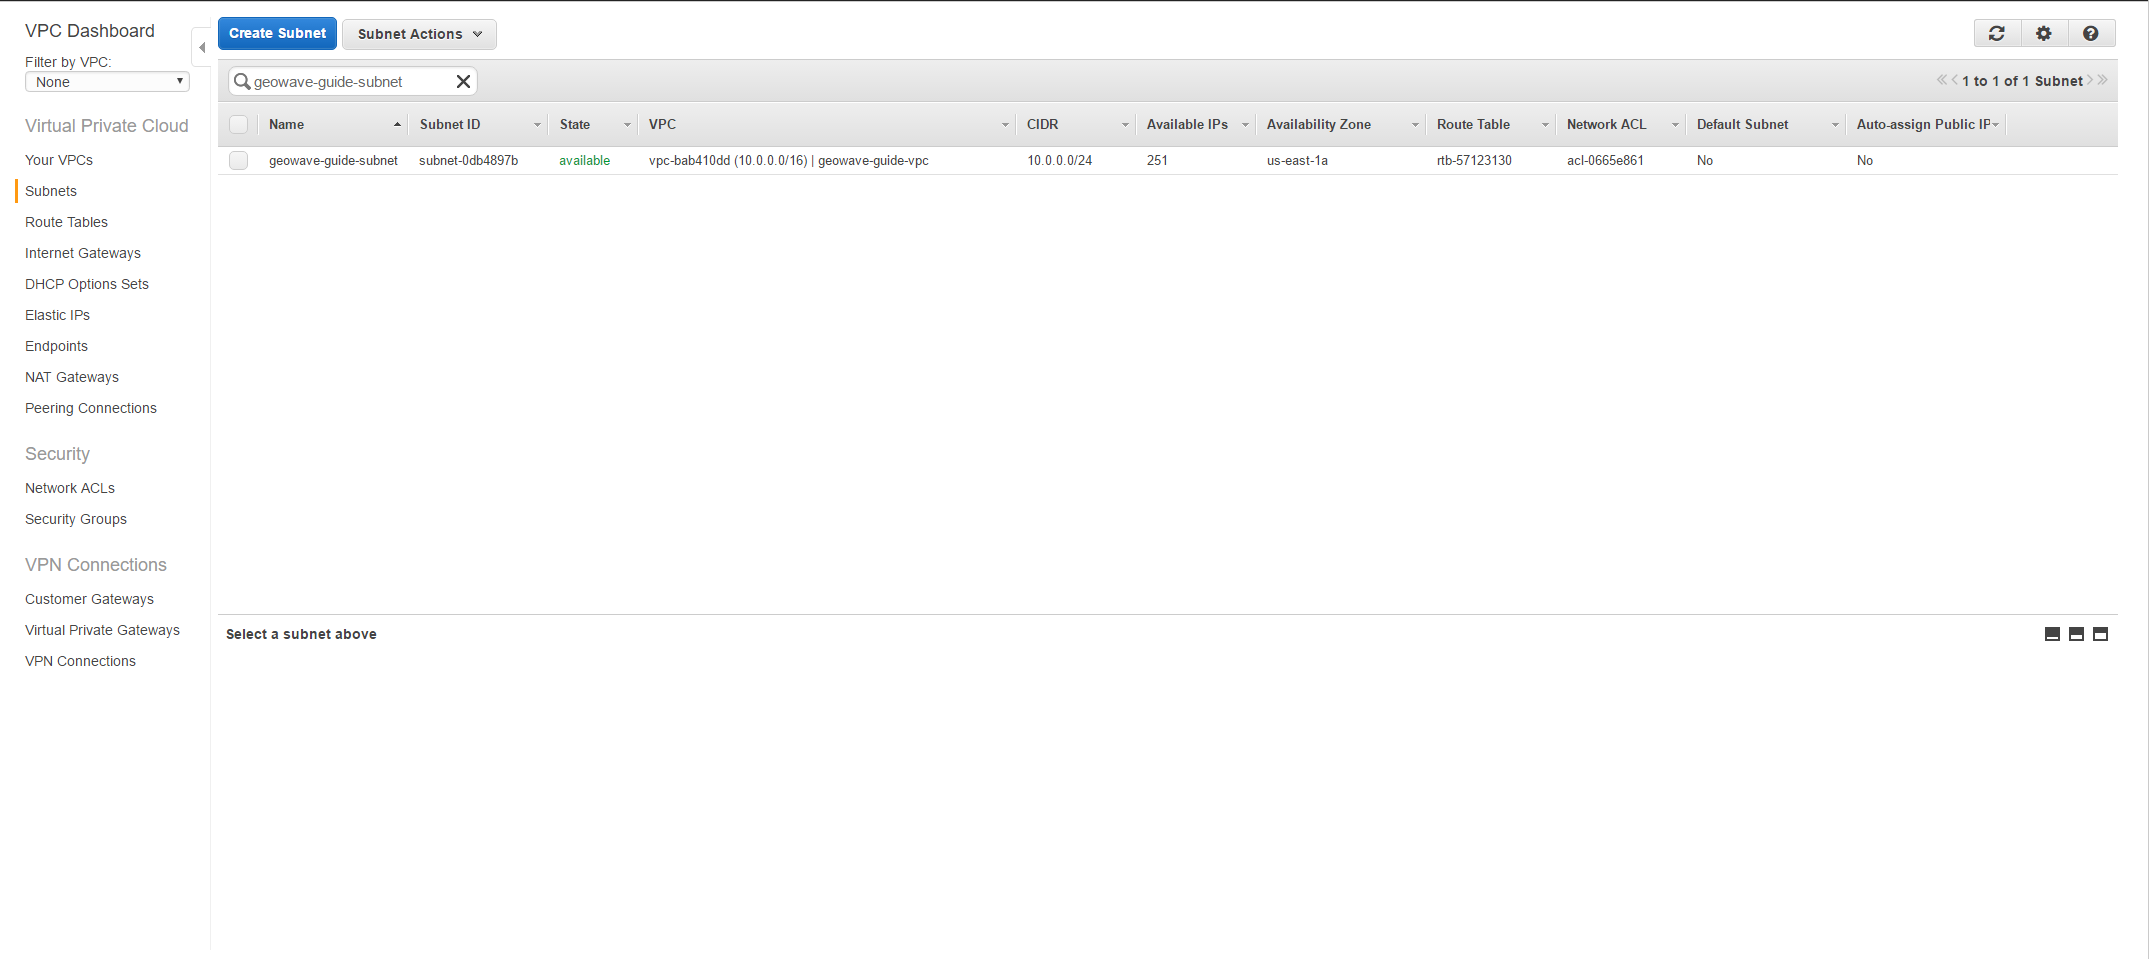 VPC Dashboard
Filter by VPC:
None
Virtual Private Cloud
Your VPCs
Subnets
Route Tables
Internet Gateways
DHCP Options Sets
Elastic IPs
Endpoints
NAT Gateways
Peering Connections
Security
Network ACLs
Security Groups
VPN Connections
Customer Gateways
Virtual Private Gateways
VPN Connections
Create Subnet Subnet Actions
geowave-guide-subnet
1 to 1 of 1 Subnet
Name Subnet ID State VPC CIDR Available IPs Availability Zone Route Table Network ACL Default Subnet Auto-assign Public IP
geowave-guide-subnet subnet-0db4897b available vpc-bab410dd (10.0.0.0/16) | geowave-guide-vpc 10.0.0.0/24 251 us-east-1a rtb-57123130 acl-0665e861 No No
Select a subnet above